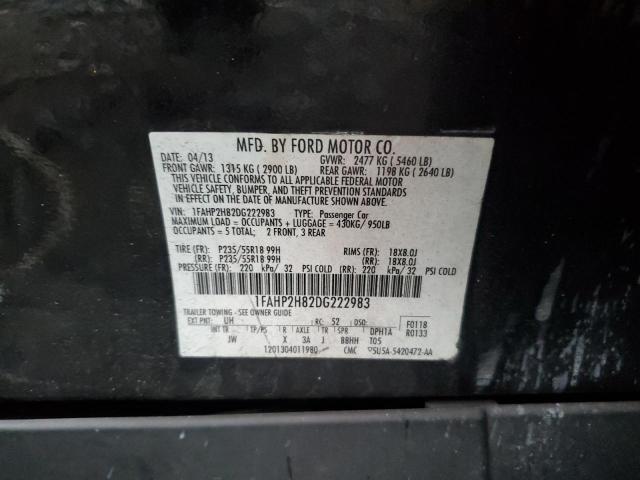 MFD. BY FORD MOTOR CO.
DATE: 04/13 GVWR: 2477 KG ( 5460 LB)
FRONT GAWR: 1315 KG ( 2900 LB) REAR GAWR: 1198 KG ( 2640 LB)
THIS VEHICLE CONFORMS TO ALL APPLICABLE FEDERAL MOTOR
VEHICLE SAFETY, BUMPER, AND THEFT PREVENTION STANDARDS
IN EFFECT ON THE DATE OF MANUFACTURE SHOWN ABOVE.
VIN: 1FAHP2H82DG222983 TYPE: Passenger Car
MAXIMUM LOAD = OCCUPANTS + LUGGAGE = 430KG/ 950LB
OCCUPANTS = 5 TOTAL; 2 FRONT, 3 REAR
TIRE (FR): P235/55R18 99H RIMS (FR): 18X8.0J
(RR): P235/55R18 99H (RR): 18X8.0J
PRESSURE (FR): 220 kPa/ 32 PSI COLD (RR): 220 kPa/ 32 PSI COLD
1FAHP2H82DG222983
TRAILER TOWING - SEE OWNER GUIDE
EXT PNT: UH RC: 52 DSO: F0118
INT TR TP/PS R AXLE TR SPR DPH1A R0133
JW X 3A J BBHH T05
1201304011980 CMC ▽5U5A-5420472-AA